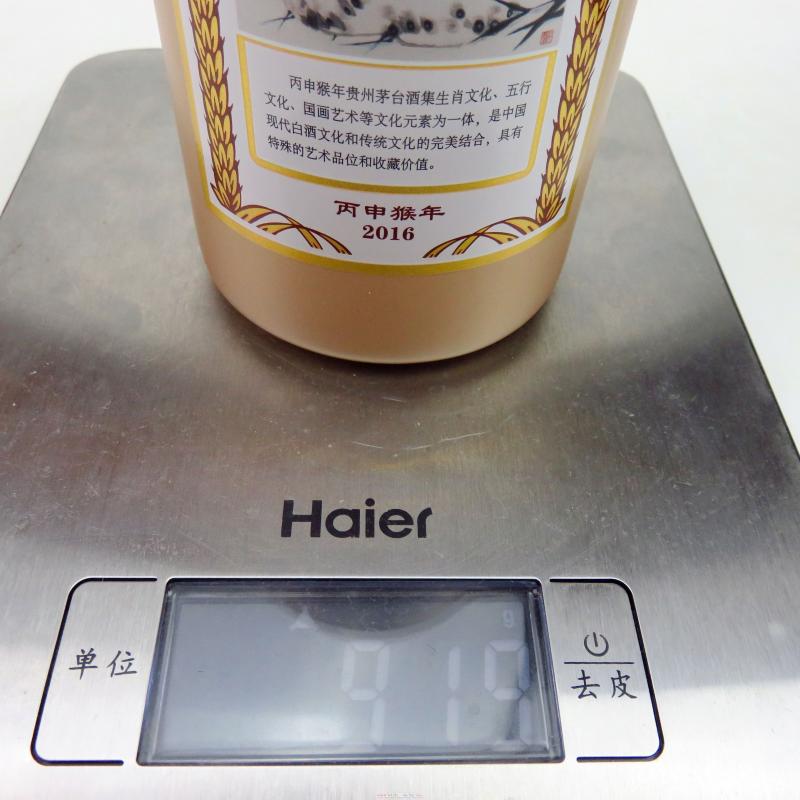 丙申猴年贵州茅台酒集生肖文化、五行
文化、国画艺术等文化元素为一体，是中国
现代白酒文化和传统文化的完美结合，具有
特殊的艺术品位和收藏价值。
丙申猴年
2016
Haier
g
919
单位
去皮